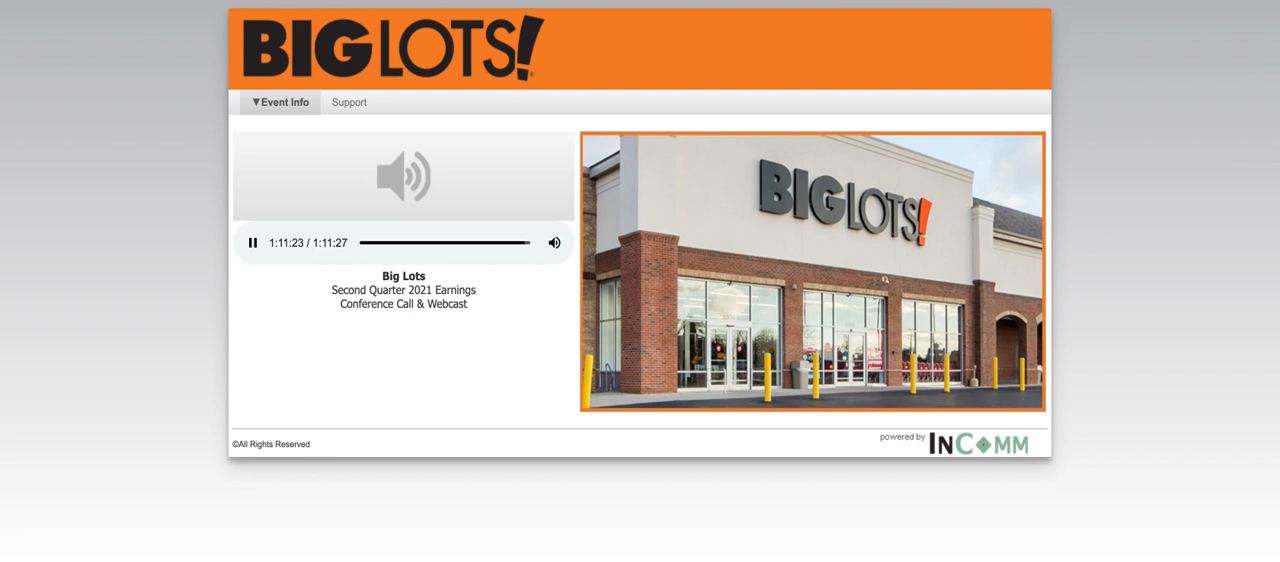 BIG LOTS!
▼Event Info
Support
1:11:23 / 1:11:27
Big Lots
Second Quarter 2021 Earnings
Conference Call & Webcast
BIG LOTS!
©All Rights Reserved
powered by INCOMM